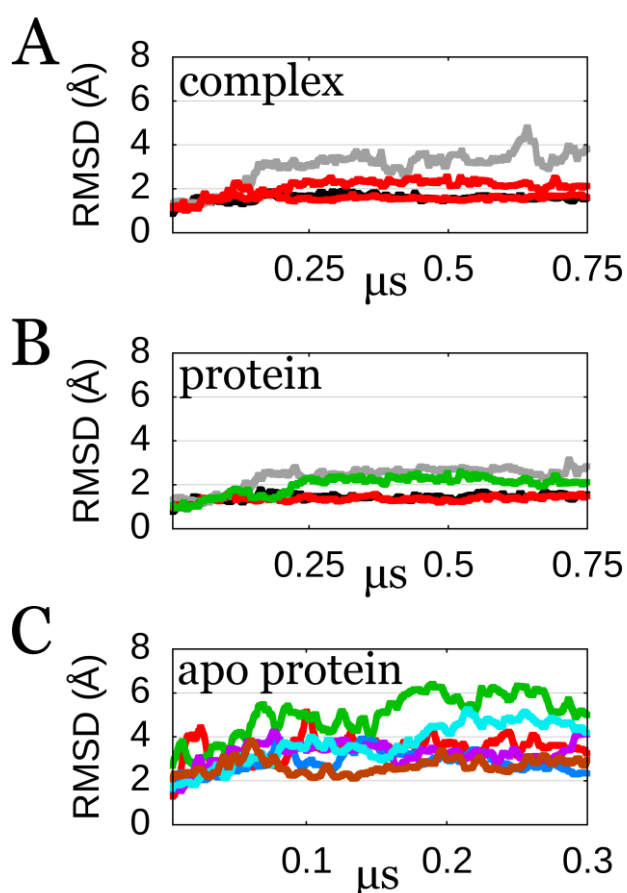 A
RMSD (Å)
8
6
4
2
0
complex
0.25
0.5
0.75
µs
B
RMSD (Å)
8
6
4
2
0
protein
0.25
0.5
0.75
µs
C
RMSD (Å)
8
6
4
2
0
apo protein
0.1
0.2
0.3
µs